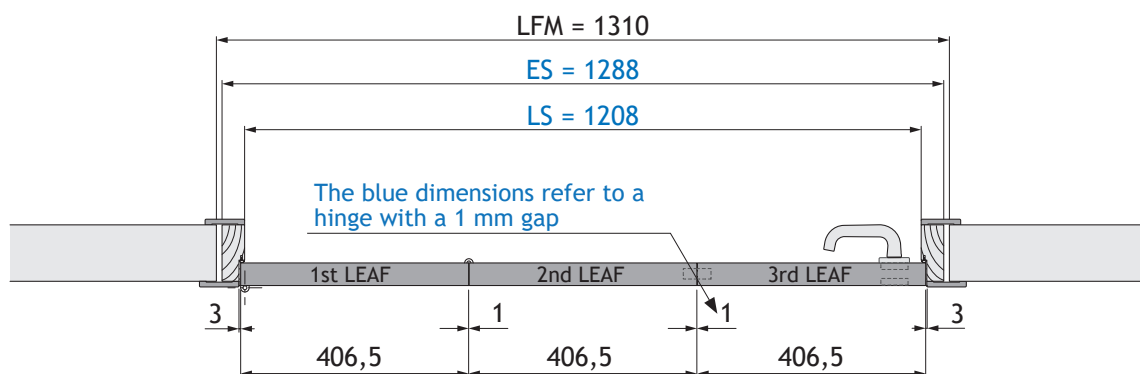 LFM = 1310
ES = 1288
LS = 1208
The blue dimensions refer to a
hinge with a 1 mm gap
1st LEAF 2nd LEAF 3rd LEAF
3 1 1 3
406,5 406,5 406,5